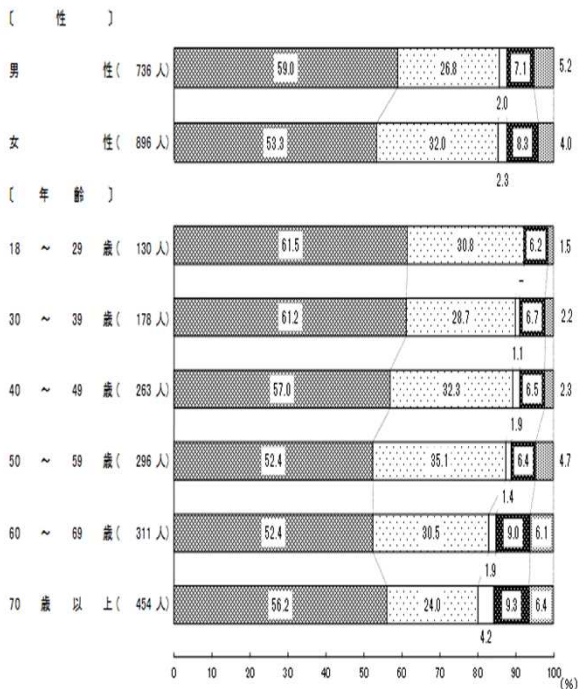 〔 性 〕
男 性( 736 人) 59.0 26.8 7.1 5.2
2.0
女 性( 896 人) 53.3 32.0 8.3 4.0
2.3
〔 年 齢 〕
18 ~ 29 歳( 130 人) 61.5 30.8 6.2 1.5
-
30 ~ 39 歳( 178 人) 61.2 28.7 6.7 2.2
1.1
40 ~ 49 歳( 263 人) 57.0 32.3 6.5 2.3
1.9
50 ~ 59 歳( 296 人) 52.4 35.1 6.4 4.7
1.4
60 ~ 69 歳( 311 人) 52.4 30.5 9.0 6.1
1.9
70 歳 以 上( 454 人) 56.2 24.0 9.3 6.4
4.2
0 10 20 30 40 50 60 70 80 90 100
(%)